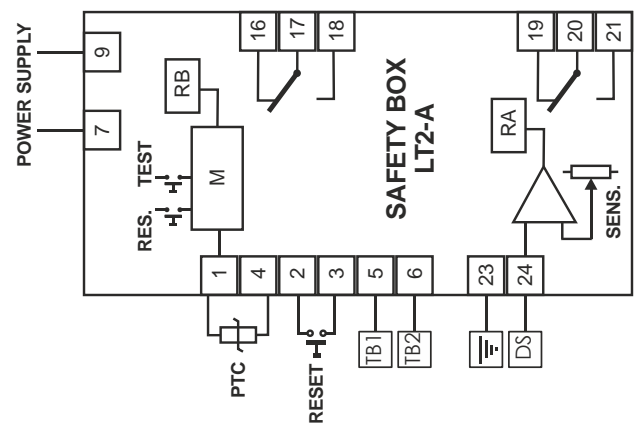 POWER SUPPLY
7
9
RES.
TEST
M
RB
16
17
18
19
20
21
SAFETY BOX
LT2-A
RA
SENS.
1
4
2
3
5
6
23
24
PTC
RESET
TB1
TB2
DS